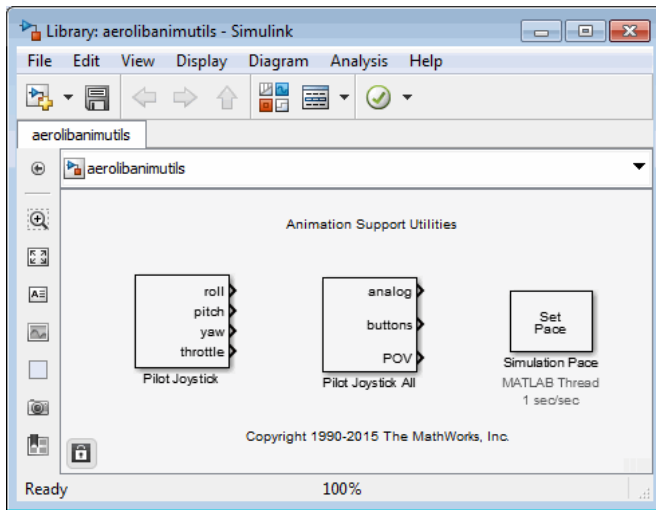 Library: aerolibanimutils - Simulink
File Edit View Display Diagram Analysis Help
aerolibanimutils
aerolibanimutils
Animation Support Utilities
roll
pitch
yaw
throttle
Pilot Joystick
analog
buttons
POV
Pilot Joystick All
Set
Pace
Simulation Pace
MATLAB Thread
1 sec/sec
Copyright 1990-2015 The MathWorks, Inc.
Ready 100%